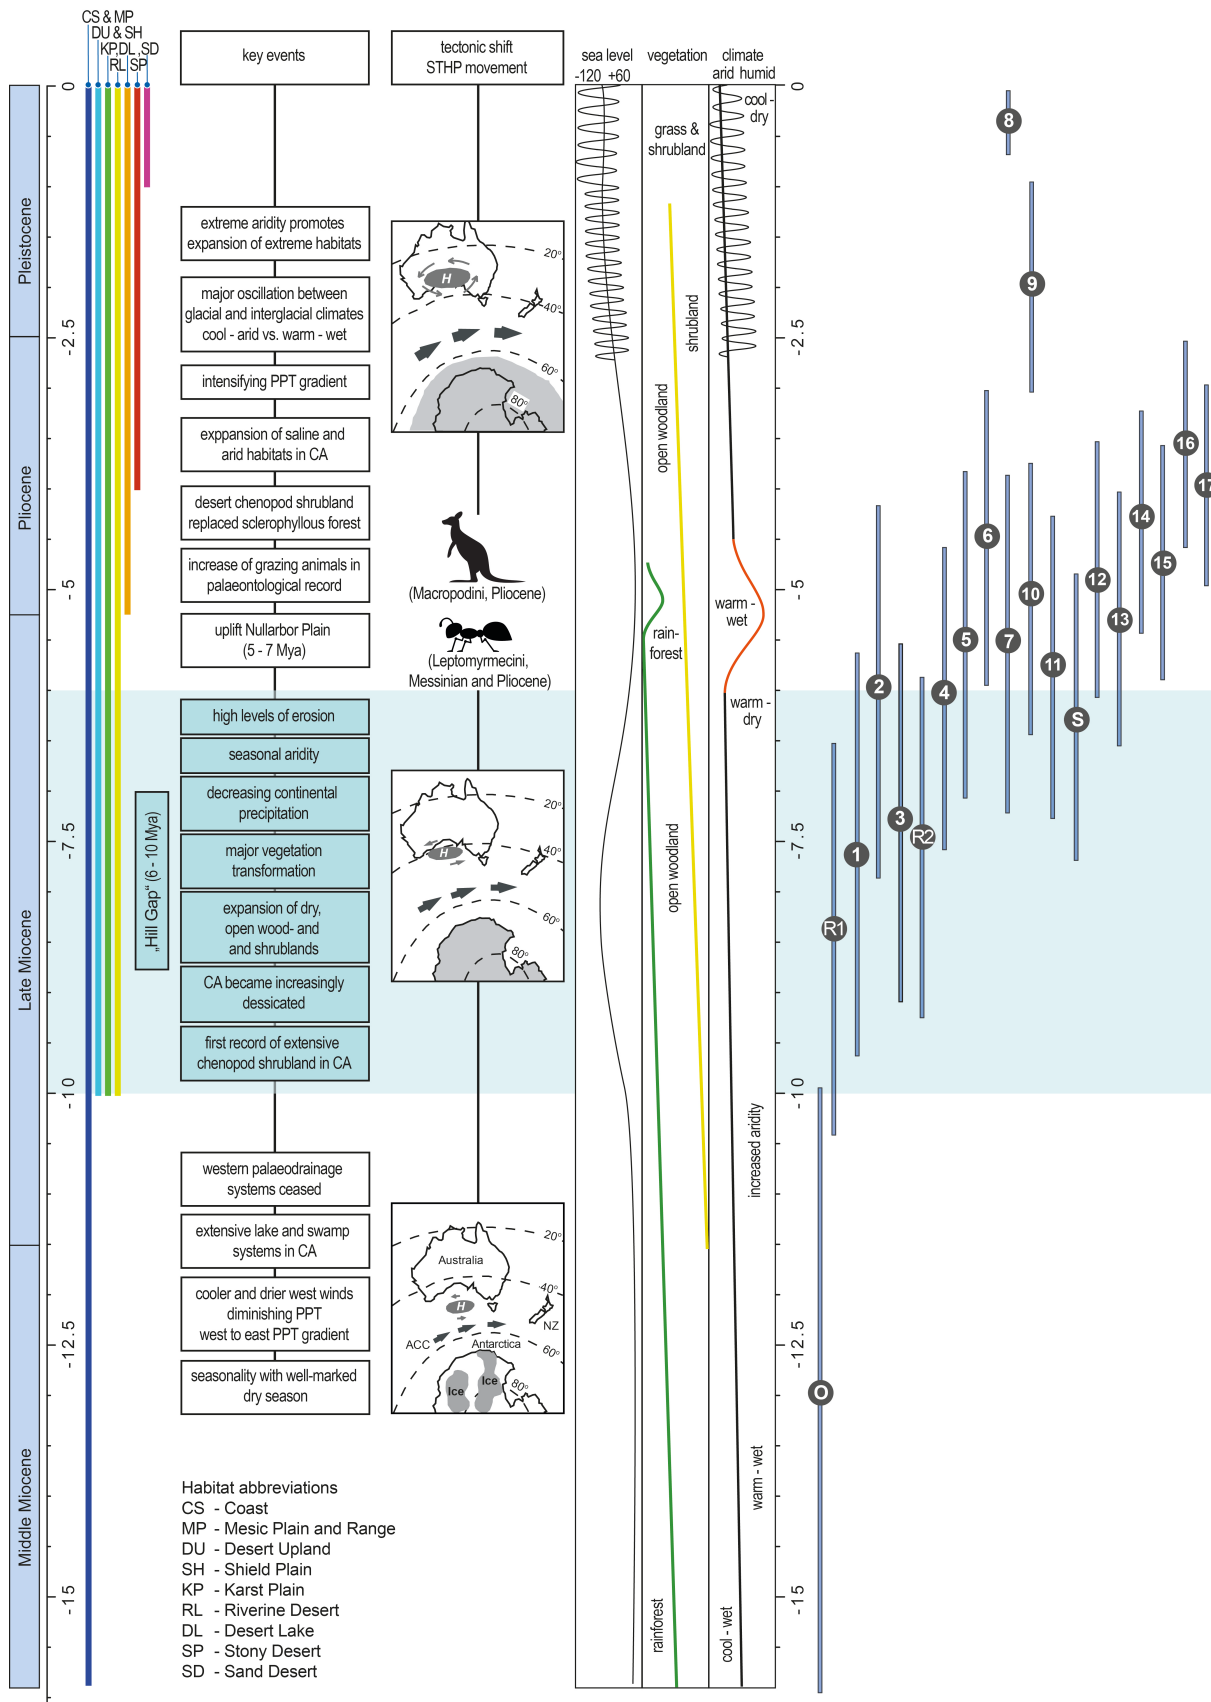 CS & MP
DU & SH
KP, DL, SD
RL SP
key events
tectonic shift
STHP movement
sea level
-120 +60
vegetation
climate
arid humid
0
-2.5
-5
-7.5
-10
-12.5
-15
Pleistocene
Pliocene
Late Miocene
Middle Miocene
extreme aridity promotes
expansion of extreme habitats
major oscillation between
glacial and interglacial climates
cool - arid vs. warm - wet
intensifying PPT gradient
exppansion of saline and
arid habitats in CA
desert chenopod shrubland
replaced sclerophyllous forest
increase of grazing animals in
palaeontological record
uplift Nullarbor Plain
(5 - 7 Mya)
„Hill Gap“ (6 - 10 Mya)
high levels of erosion
seasonal aridity
decreasing continental
precipitation
major vegetation
transformation
expansion of dry,
open wood- and
and shrublands
CA became increasingly
dessicated
first record of extensive
chenopod shrubland in CA
western palaeodrainage
systems ceased
extensive lake and swamp
systems in CA
cooler and drier west winds
diminishing PPT
west to east PPT gradient
seasonality with well-marked
dry season
H
20°
40°
60°
80°
(Macropodini, Pliocene)
(Leptomyrmecini,
Messinian and Pliocene)
H
20°
40°
60°
80°
Australia
H
20°
40°
NZ
ACC
Antarctica
60°
Ice
Ice
80°
grass &
shrubland
shrubland
open woodland
rain-
forest
open woodland
rainforest
cool -
dry
warm -
wet
warm -
dry
increased aridity
warm - wet
cool - wet
0
-2.5
-5
-7.5
-10
-12.5
-15
8
9
16
17
14
6
15
12
10
13
5
7
11
2
4
S
3
R2
1
R1
O
Habitat abbreviations
CS - Coast
MP - Mesic Plain and Range
DU - Desert Upland
SH - Shield Plain
KP - Karst Plain
RL - Riverine Desert
DL - Desert Lake
SP - Stony Desert
SD - Sand Desert